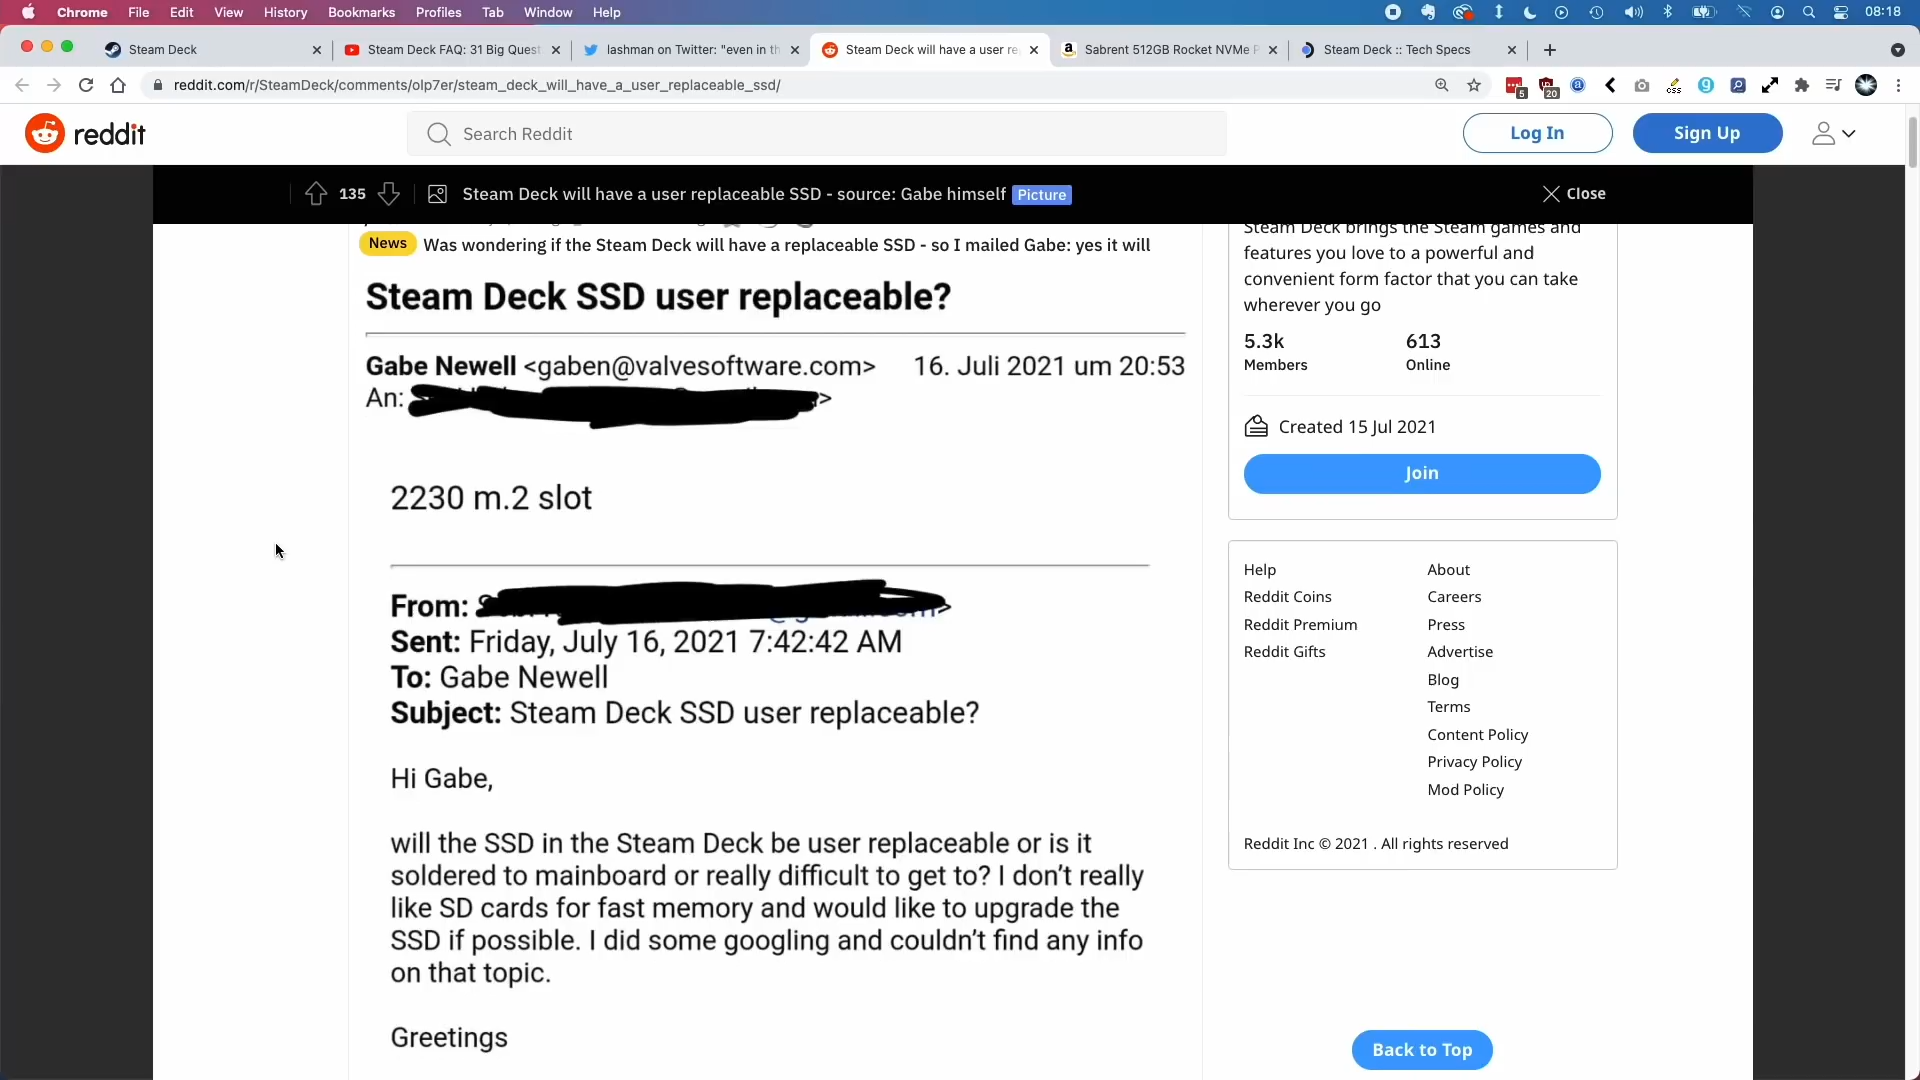 Chrome File Edit View History Bookmarks Profiles Tab Window Help 08:18
Steam Deck
Steam Deck FAQ: 31 Big Quest
lashman on Twitter: "even in th
Steam Deck will have a user re
Sabrent 512GB Rocket NVMe P
Steam Deck :: Tech Specs
reddit.com/r/SteamDeck/comments/olp7er/steam_deck_will_have_a_user_replaceable_ssd/
5
20
css
reddit
Search Reddit
Log In
Sign Up
135
Steam Deck will have a user replaceable SSD - source: Gabe himself Picture
Close
News Was wondering if the Steam Deck will have a replaceable SSD - so I mailed Gabe: yes it will
Steam Deck SSD user replaceable?
Gabe Newell <gaben@valvesoftware.com> 16. Juli 2021 um 20:53
An: >
2230 m.2 slot
From: >
Sent: Friday, July 16, 2021 7:42:42 AM
To: Gabe Newell
Subject: Steam Deck SSD user replaceable?
Hi Gabe,
will the SSD in the Steam Deck be user replaceable or is it
soldered to mainboard or really difficult to get to? I don't really
like SD cards for fast memory and would like to upgrade the
SSD if possible. I did some googling and couldn't find any info
on that topic.
Greetings
Steam Deck brings the Steam games and
features you love to a powerful and
convenient form factor that you can take
wherever you go
5.3k 613
Members Online
Created 15 Jul 2021
Join
Help About
Reddit Coins Careers
Reddit Premium Press
Reddit Gifts Advertise
Blog
Terms
Content Policy
Privacy Policy
Mod Policy
Reddit Inc © 2021 . All rights reserved
Back to Top